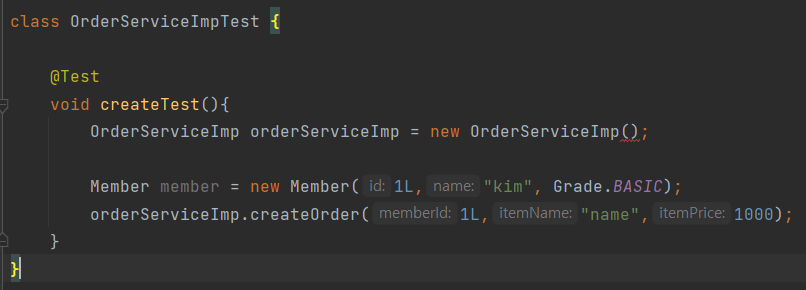 class OrderServiceImpTest {
@Test
void createTest(){
OrderServiceImp orderServiceImp = new OrderServiceImp();
Member member = new Member( id: 1L, name: "kim", Grade.BASIC);
orderServiceImp.createOrder( memberId: 1L, itemName: "name", itemPrice: 1000);
}
}